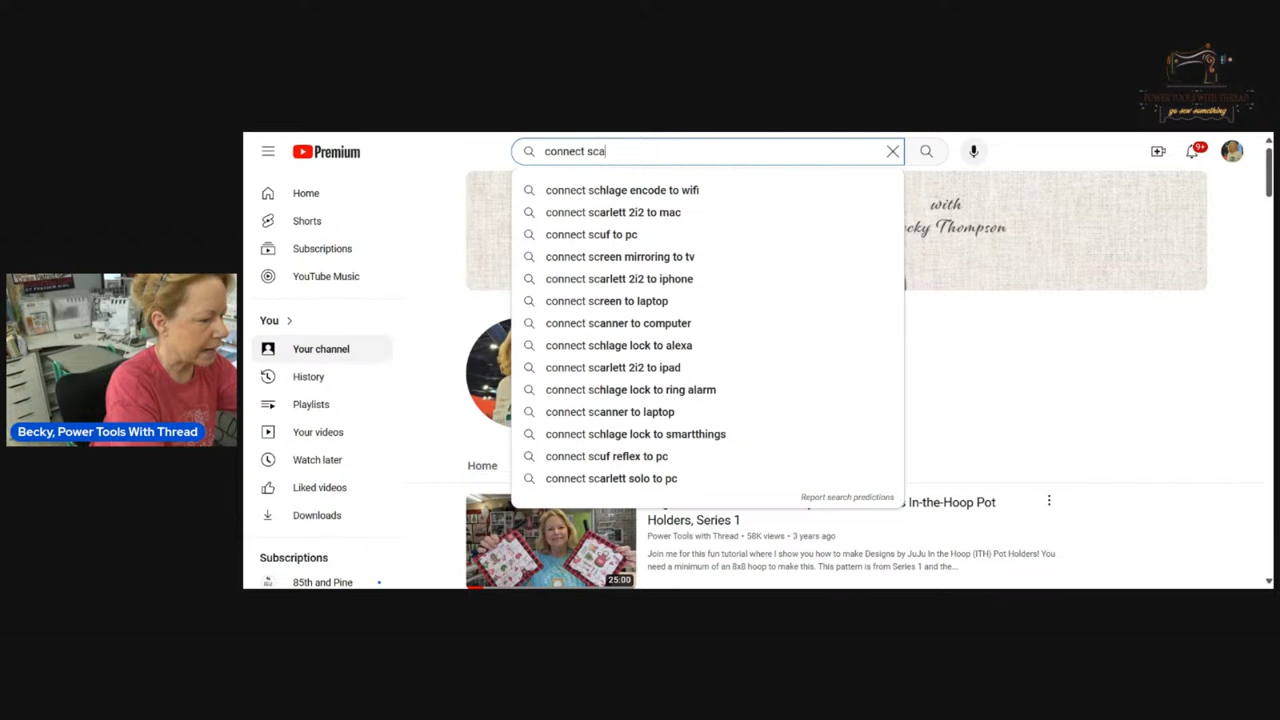 POWER TOOLS WITH THREAD
go sew something
Premium
connect sca
9+
Home
Shorts
Subscriptions
YouTube Music
You
Your channel
History
Playlists
Your videos
Watch later
Liked videos
Downloads
Subscriptions
85th and Pine
connect schlage encode to wifi
connect scarlett 2i2 to mac
connect scuf to pc
connect screen mirroring to tv
connect scarlett 2i2 to iphone
connect screen to laptop
connect scanner to computer
connect schlage lock to alexa
connect scarlett 2i2 to ipad
connect schlage lock to ring alarm
connect scanner to laptop
connect schlage lock to smartthings
connect scuf reflex to pc
connect scarlett solo to pc
Report search predictions
with
cky Thompson
Home
In-the-Hoop Pot
Holders, Series 1
Power Tools with Thread • 58K views • 3 years ago
Join me for this fun tutorial where I show you how to make Designs by JuJu In the Hoop (ITH) Pot Holders! You
need a minimum of an 8x8 hoop to make this. This pattern is from Series 1 and the...
25:00
Becky, Power Tools With Thread